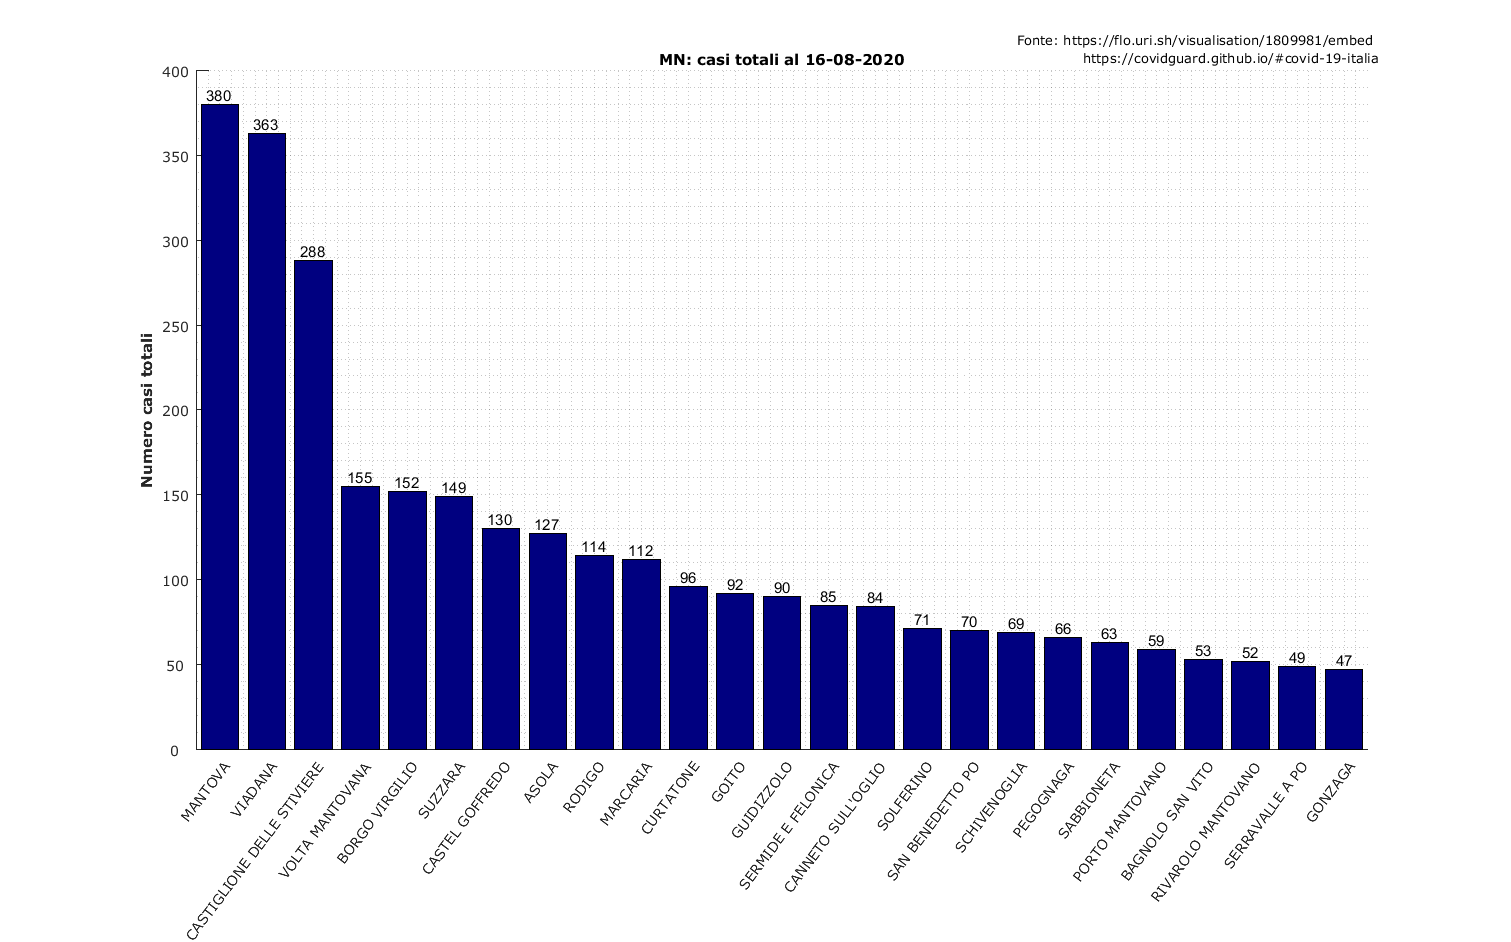 Fonte: https://flo.uri.sh/visualisation/1809981/embed
https://covidguard.github.io/#covid-19-italia
MN: casi totali al 16-08-2020
Numero casi totali
400
350
300
250
200
150
100
50
0
380
363
288
155
152
149
130
127
114
112
96
92
90
85
84
71
70
69
66
63
59
53
52
49
47
MANTOVA
VIADANA
CASTIGLIONE DELLE STIVIERE
VOLTA MANTOVANA
BORGO VIRGILIO
SUZZARA
CASTEL GOFFREDO
ASOLA
RODIGO
MARCARIA
CURTATONE
GOITO
GUIDIZZOLO
SERMIDE E FELONICA
CANNETO SULL'OGLIO
SOLFERINO
SAN BENEDETTO PO
SCHIVENOGLIA
PEGOGNAGA
SABBIONETA
PORTO MANTOVANO
BAGNOLO SAN VITO
RIVAROLO MANTOVANO
SERRAVALLE A PO
GONZAGA